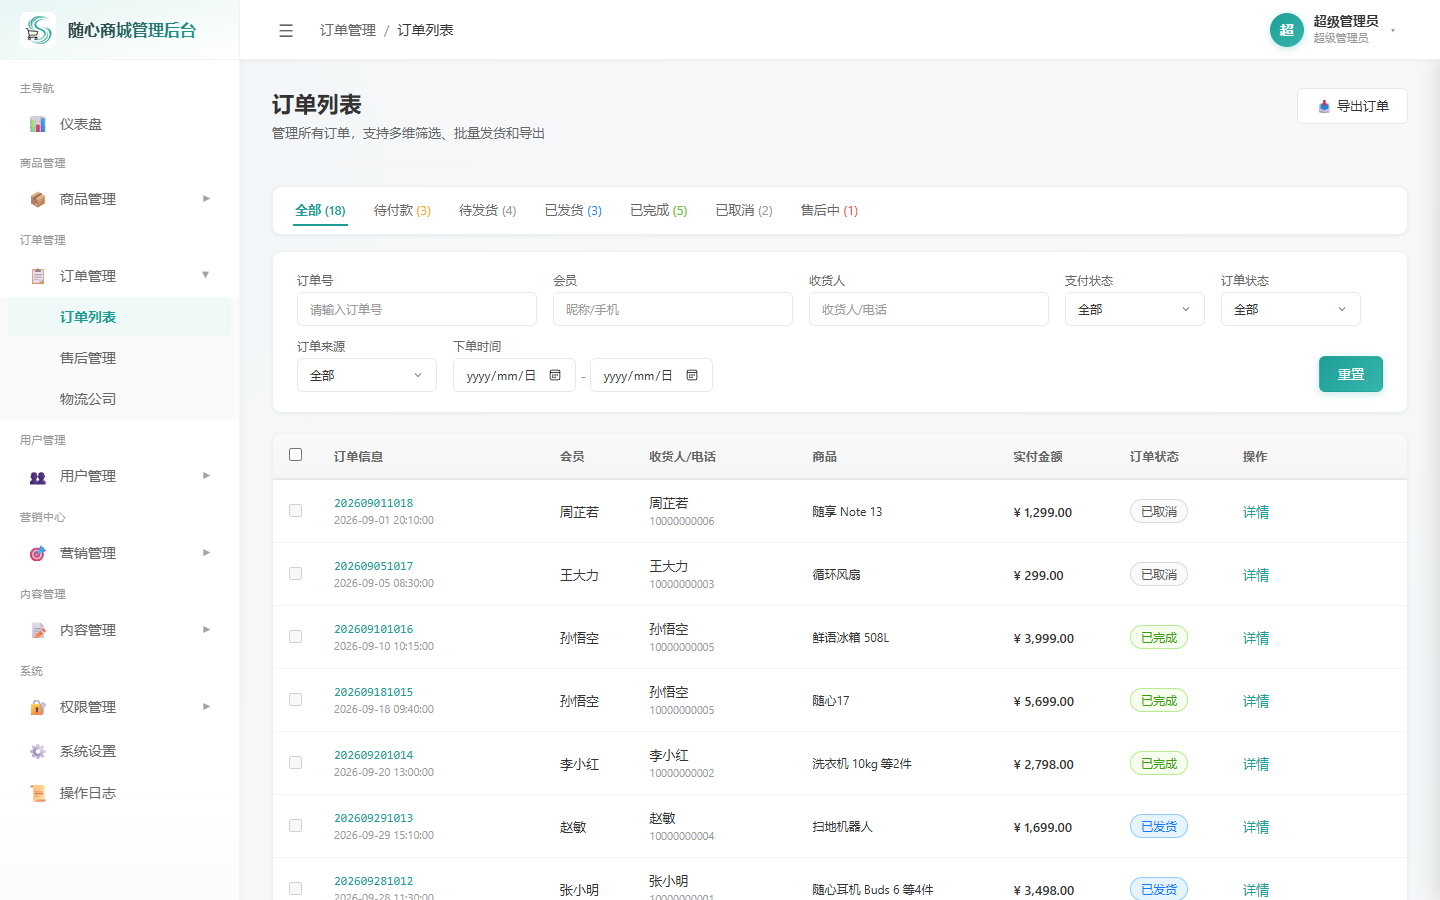 随心商城管理后台
订单管理 / 订单列表
超
超级管理员
超级管理员
主导航
仪表盘
商品管理
商品管理
订单管理
订单管理
订单列表
售后管理
物流公司
用户管理
用户管理
营销中心
营销管理
内容管理
内容管理
系统
权限管理
系统设置
操作日志
订单列表
管理所有订单，支持多维筛选、批量发货和导出
导出订单
全部 (18) 待付款 (3) 待发货 (4) 已发货 (3) 已完成 (5) 已取消 (2) 售后中 (1)
订单号 会员 收货人 支付状态 订单状态
请输入订单号 昵称/手机 收货人/电话 全部 全部
订单来源 下单时间
全部 yyyy/mm/日 - yyyy/mm/日 重置
订单信息 会员 收货人/电话 商品 实付金额 订单状态 操作
202609011018
2026-09-01 20:10:00
周芷若
周芷若
10000000006
随享 Note 13
¥ 1,299.00
已取消
详情
202609051017
2026-09-05 08:30:00
王大力
王大力
10000000003
循环风扇
¥ 299.00
已取消
详情
202609101016
2026-09-10 10:15:00
孙悟空
孙悟空
10000000005
鲜语冰箱 508L
¥ 3,999.00
已完成
详情
202609181015
2026-09-18 09:40:00
孙悟空
孙悟空
10000000005
随心17
¥ 5,699.00
已完成
详情
202609201014
2026-09-20 13:00:00
李小红
李小红
10000000002
洗衣机 10kg 等2件
¥ 2,798.00
已完成
详情
202609291013
2026-09-29 15:10:00
赵敏
赵敏
10000000004
扫地机器人
¥ 1,699.00
已发货
详情
202609281012
2026-09-28 11:30:00
张小明
张小明
10000000001
随心耳机 Buds 6 等4件
¥ 3,498.00
已发货
详情